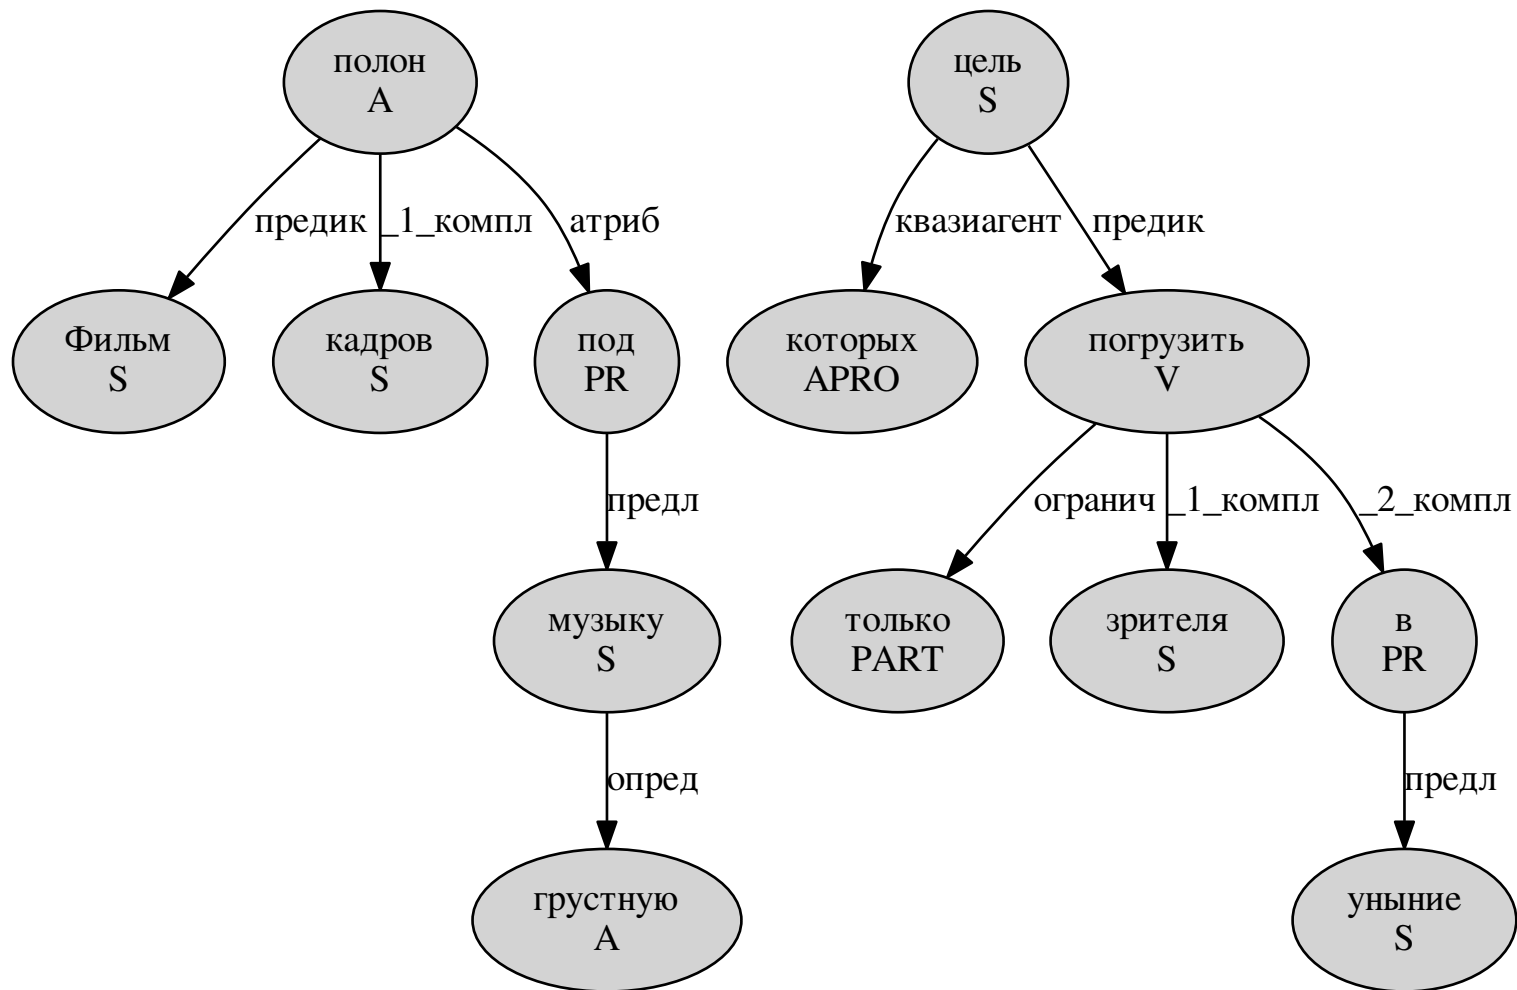 полон
A
цель
S
предик
_1_компл
атриб
квазиагент
предик
Фильм
S
кадров
S
под
PR
которых
APRO
погрузить
V
предл
огранич
_1_компл
_2_компл
музыку
S
только
PART
зрителя
S
в
PR
опред
предл
грустную
A
уныние
S